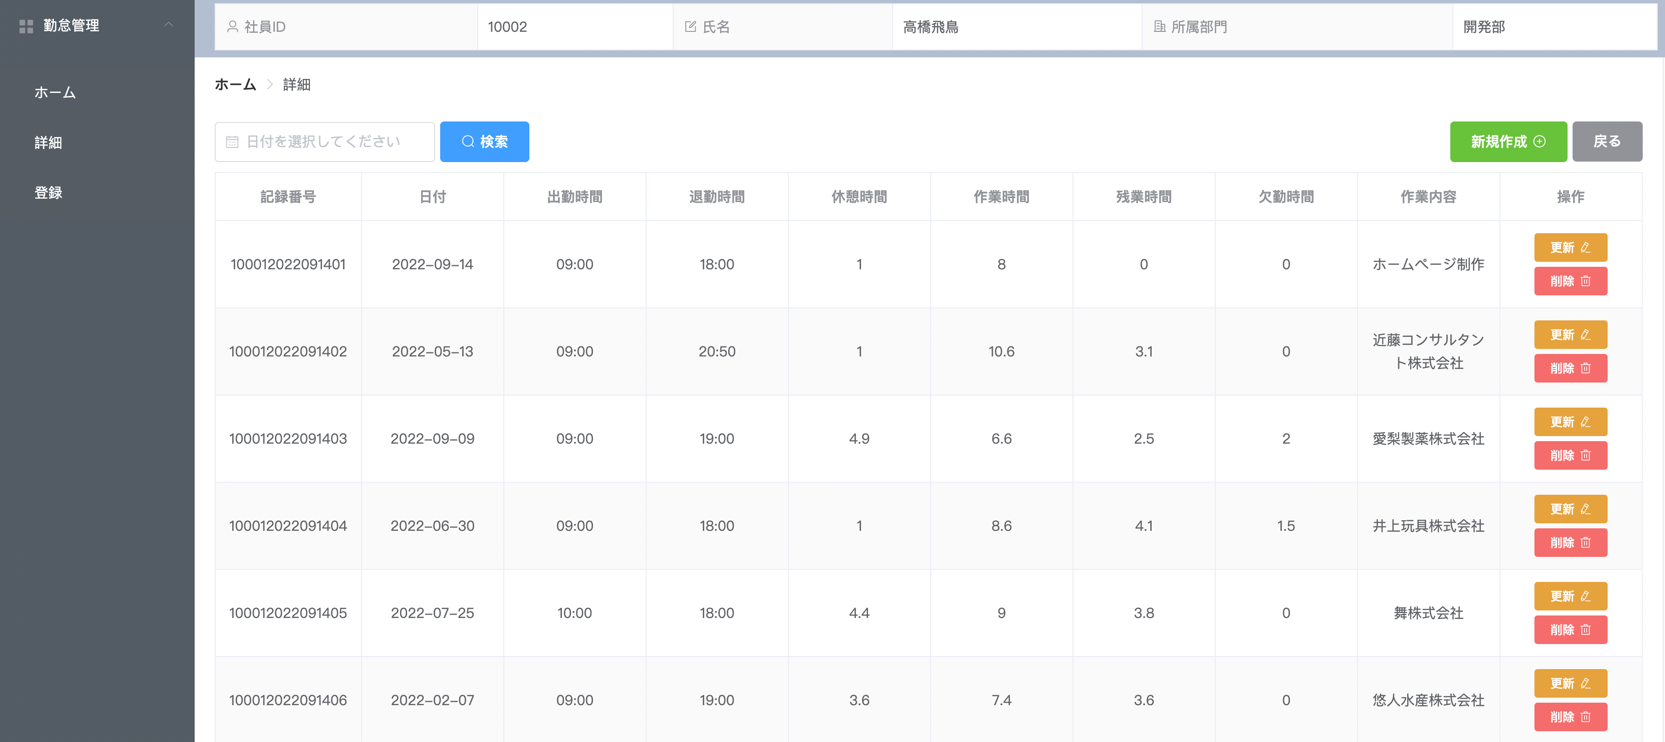 勤怠管理
ホーム
詳細
登録
社員ID 10002 氏名 高橋飛鳥 所属部門 開発部
ホーム 詳細
日付を選択してください 検索 新規作成 戻る
記録番号 日付 出勤時間 退勤時間 休憩時間 作業時間 残業時間 欠勤時間 作業内容 操作
100012022091401 2022-09-14 09:00 18:00 1 8 0 0 ホームページ制作 更新
削除
100012022091402 2022-05-13 09:00 20:50 1 10.6 3.1 0 近藤コンサルタン 更新
ト株式会社 削除
100012022091403 2022-09-09 09:00 19:00 4.9 6.6 2.5 2 愛梨製薬株式会社 更新
削除
100012022091404 2022-06-30 09:00 18:00 1 8.6 4.1 1.5 井上玩具株式会社 更新
削除
100012022091405 2022-07-25 10:00 18:00 4.4 9 3.8 0 舞株式会社 更新
削除
100012022091406 2022-02-07 09:00 19:00 3.6 7.4 3.6 0 悠人水産株式会社 更新
削除